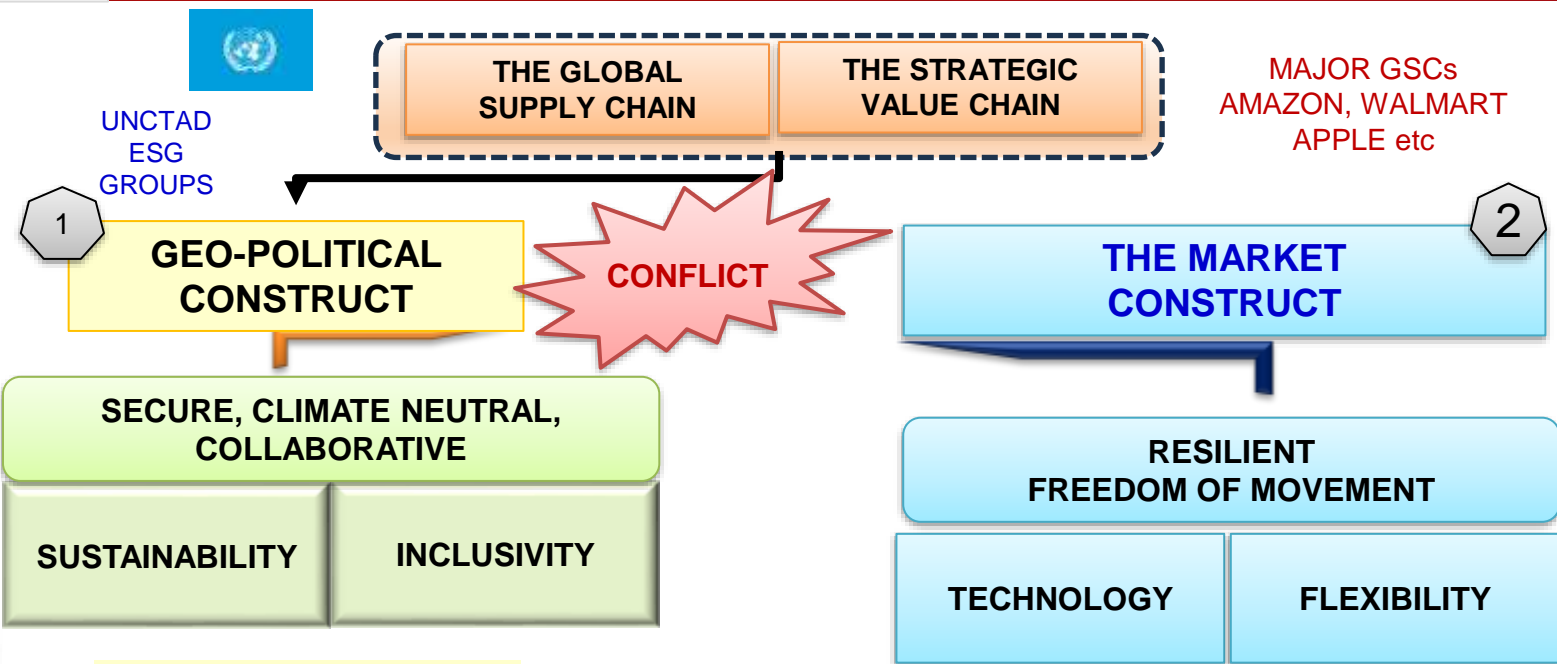 THE GLOBAL
SUPPLY CHAIN
THE STRATEGIC
VALUE CHAIN
MAJOR GSCs
AMAZON, WALMART
APPLE etc
UNCTAD
ESG
GROUPS
1
GEO-POLITICAL
CONSTRUCT
CONFLICT
2
THE MARKET
CONSTRUCT
SECURE, CLIMATE NEUTRAL,
COLLABORATIVE
SUSTAINABILITY
INCLUSIVITY
RESILIENT
FREEDOM OF MOVEMENT
TECHNOLOGY
FLEXIBILITY